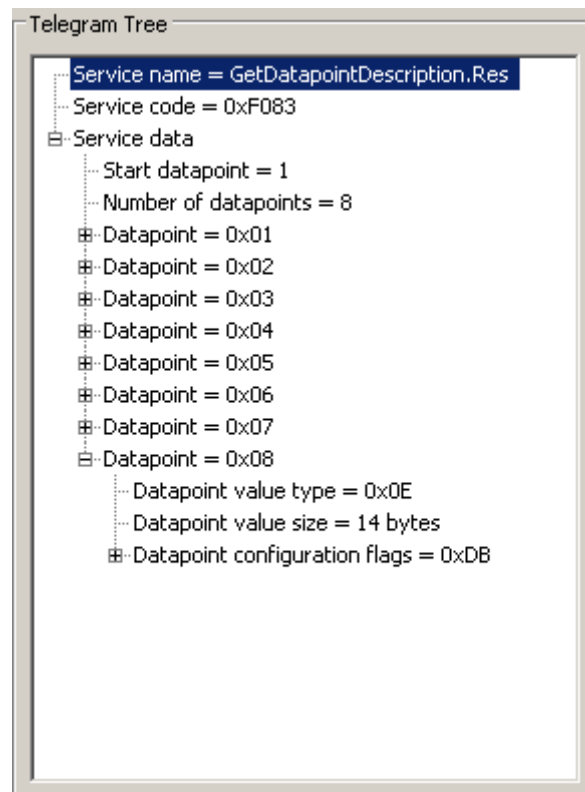 Telegram Tree
Service name = GetDatapointDescription.Res
Service code = 0xF083
Service data
Start datapoint = 1
Number of datapoints = 8
Datapoint = 0x01
Datapoint = 0x02
Datapoint = 0x03
Datapoint = 0x04
Datapoint = 0x05
Datapoint = 0x06
Datapoint = 0x07
Datapoint = 0x08
Datapoint value type = 0x0E
Datapoint value size = 14 bytes
Datapoint configuration flags = 0xDB